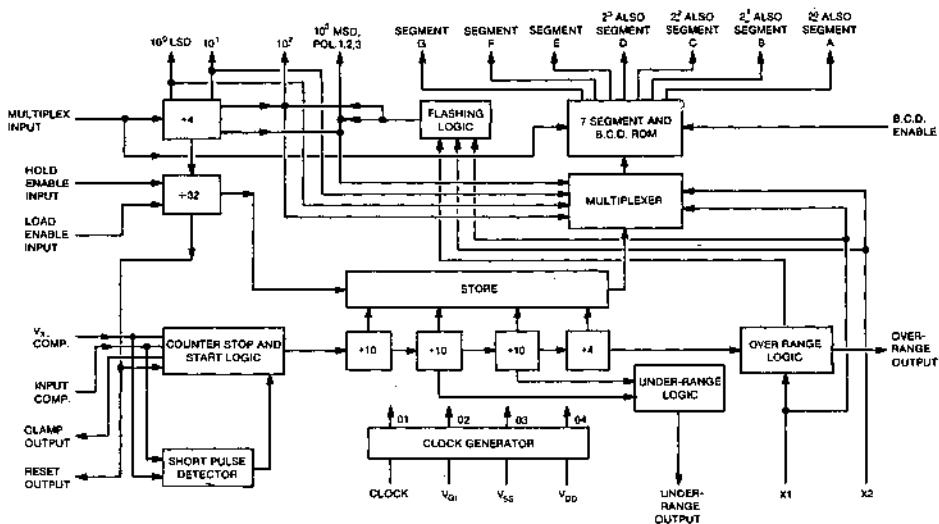 10³ MSD, POL 1,2,3
SEGMENT G
SEGMENT F
SEGMENT E
2³ ALSO SEGMENT D
2² ALSO SEGMENT C
2¹ ALSO SEGMENT B
2⁰ ALSO SEGMENT A
10⁰ LSD
10¹
10²
MULTIPLEX INPUT
÷4
FLASHING LOGIC
7 SEGMENT AND B.C.D. ROM
B.C.D. ENABLE
HOLD ENABLE INPUT
÷32
MULTIPLEXER
LOAD ENABLE INPUT
STORE
Vx COMP.
COUNTER STOP AND START LOGIC
÷10
÷10
÷10
÷4
OVER RANGE LOGIC
OVER-RANGE OUTPUT
INPUT COMP.
UNDER-RANGE LOGIC
CLAMP OUTPUT
01
02
03
04
CLOCK GENERATOR
RESET OUTPUT
SHORT PULSE DETECTOR
CLOCK
VGI
VSS
VDD
UNDER-RANGE OUTPUT
X1
X2